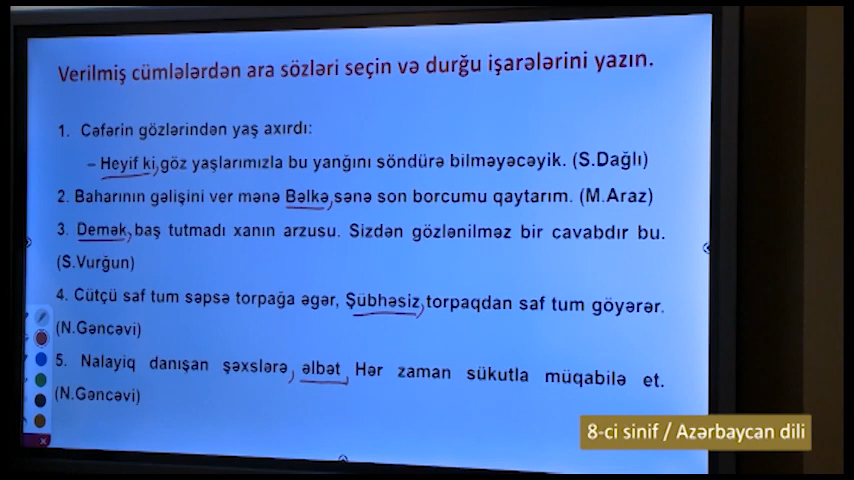 Verilmiş cümlələrdən ara sözləri seçin və durğu işarələrini yazın.
1. Cəfərin gözlərindən yaş axırdı:
– Heyif ki, göz yaşlarımızla bu yanğını söndürə bilməyəcəyik. (S.Dağlı)
2. Baharının gəlişini ver mənə Bəlkə, sənə son borcumu qaytarım. (M.Araz)
3. Demək, baş tutmadı xanın arzusu. Sizdən gözlənilməz bir cavabdır bu.
(S.Vurğun)
4. Cütçü saf tum səpsə torpağa əgər, Şübhəsiz, torpaqdan saf tum göyərər.
(N.Gəncəvi)
5. Nalayiq danışan şəxslərə, əlbət, Hər zaman sükutla müqabilə et.
(N.Gəncəvi)
8-ci sinif / Azərbaycan dili